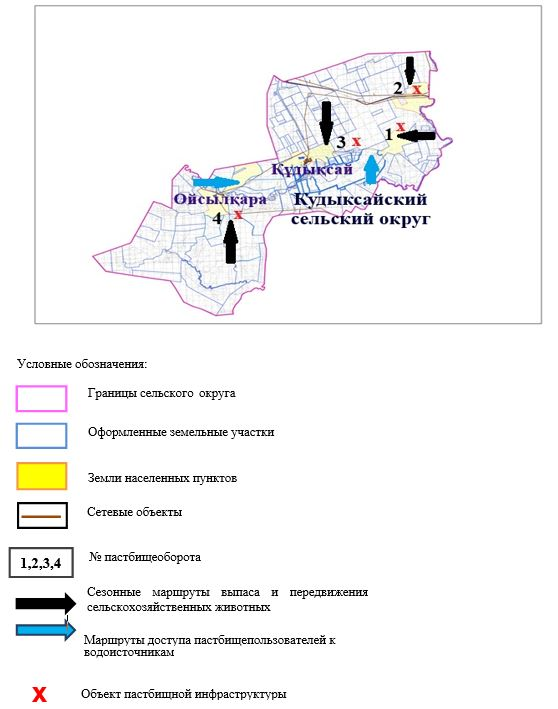 2 x
1 x
3 x
Құдықсай
Ойсылқара
4 x
Кудыксайский
сельский округ
Условные обозначения:
Границы сельского округа
Оформленные земельные участки
Земли населенных пунктов
Сетевые объекты
1,2,3,4 № пастбищеоборота
Сезонные маршруты выпаса и передвижения
сельскохозяйственных животных
Маршруты доступа пастбищепользователей к
водоисточникам
X Объект пастбищной инфраструктуры